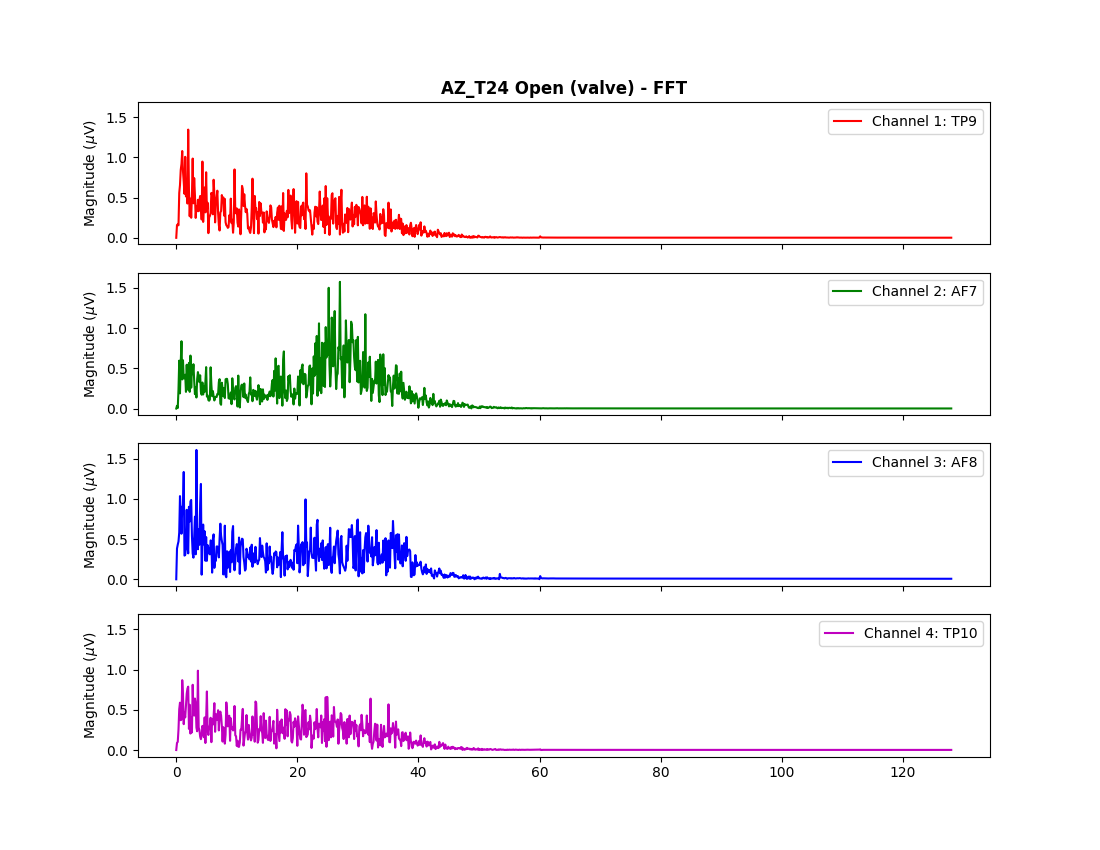 AZ_T24 Open (valve) - FFT
1.5
1.0
0.5
0.0
Magnitude (μV)
Channel 1: TP9
1.5
1.0
0.5
0.0
Magnitude (μV)
Channel 2: AF7
1.5
1.0
0.5
0.0
Magnitude (μV)
Channel 3: AF8
1.5
1.0
0.5
0.0
Magnitude (μV)
Channel 4: TP10
0 20 40 60 80 100 120